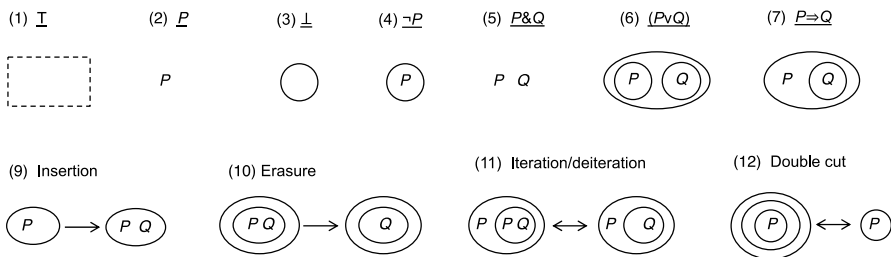 (1) T (2) P (3) ⊥ (4) ¬P (5) P&Q (6) (PvQ) (7) P⇒Q
P P P Q P Q P Q
(9) Insertion (10) Erasure (11) Iteration/deiteration (12) Double cut
P P Q P Q Q P P Q P Q P P